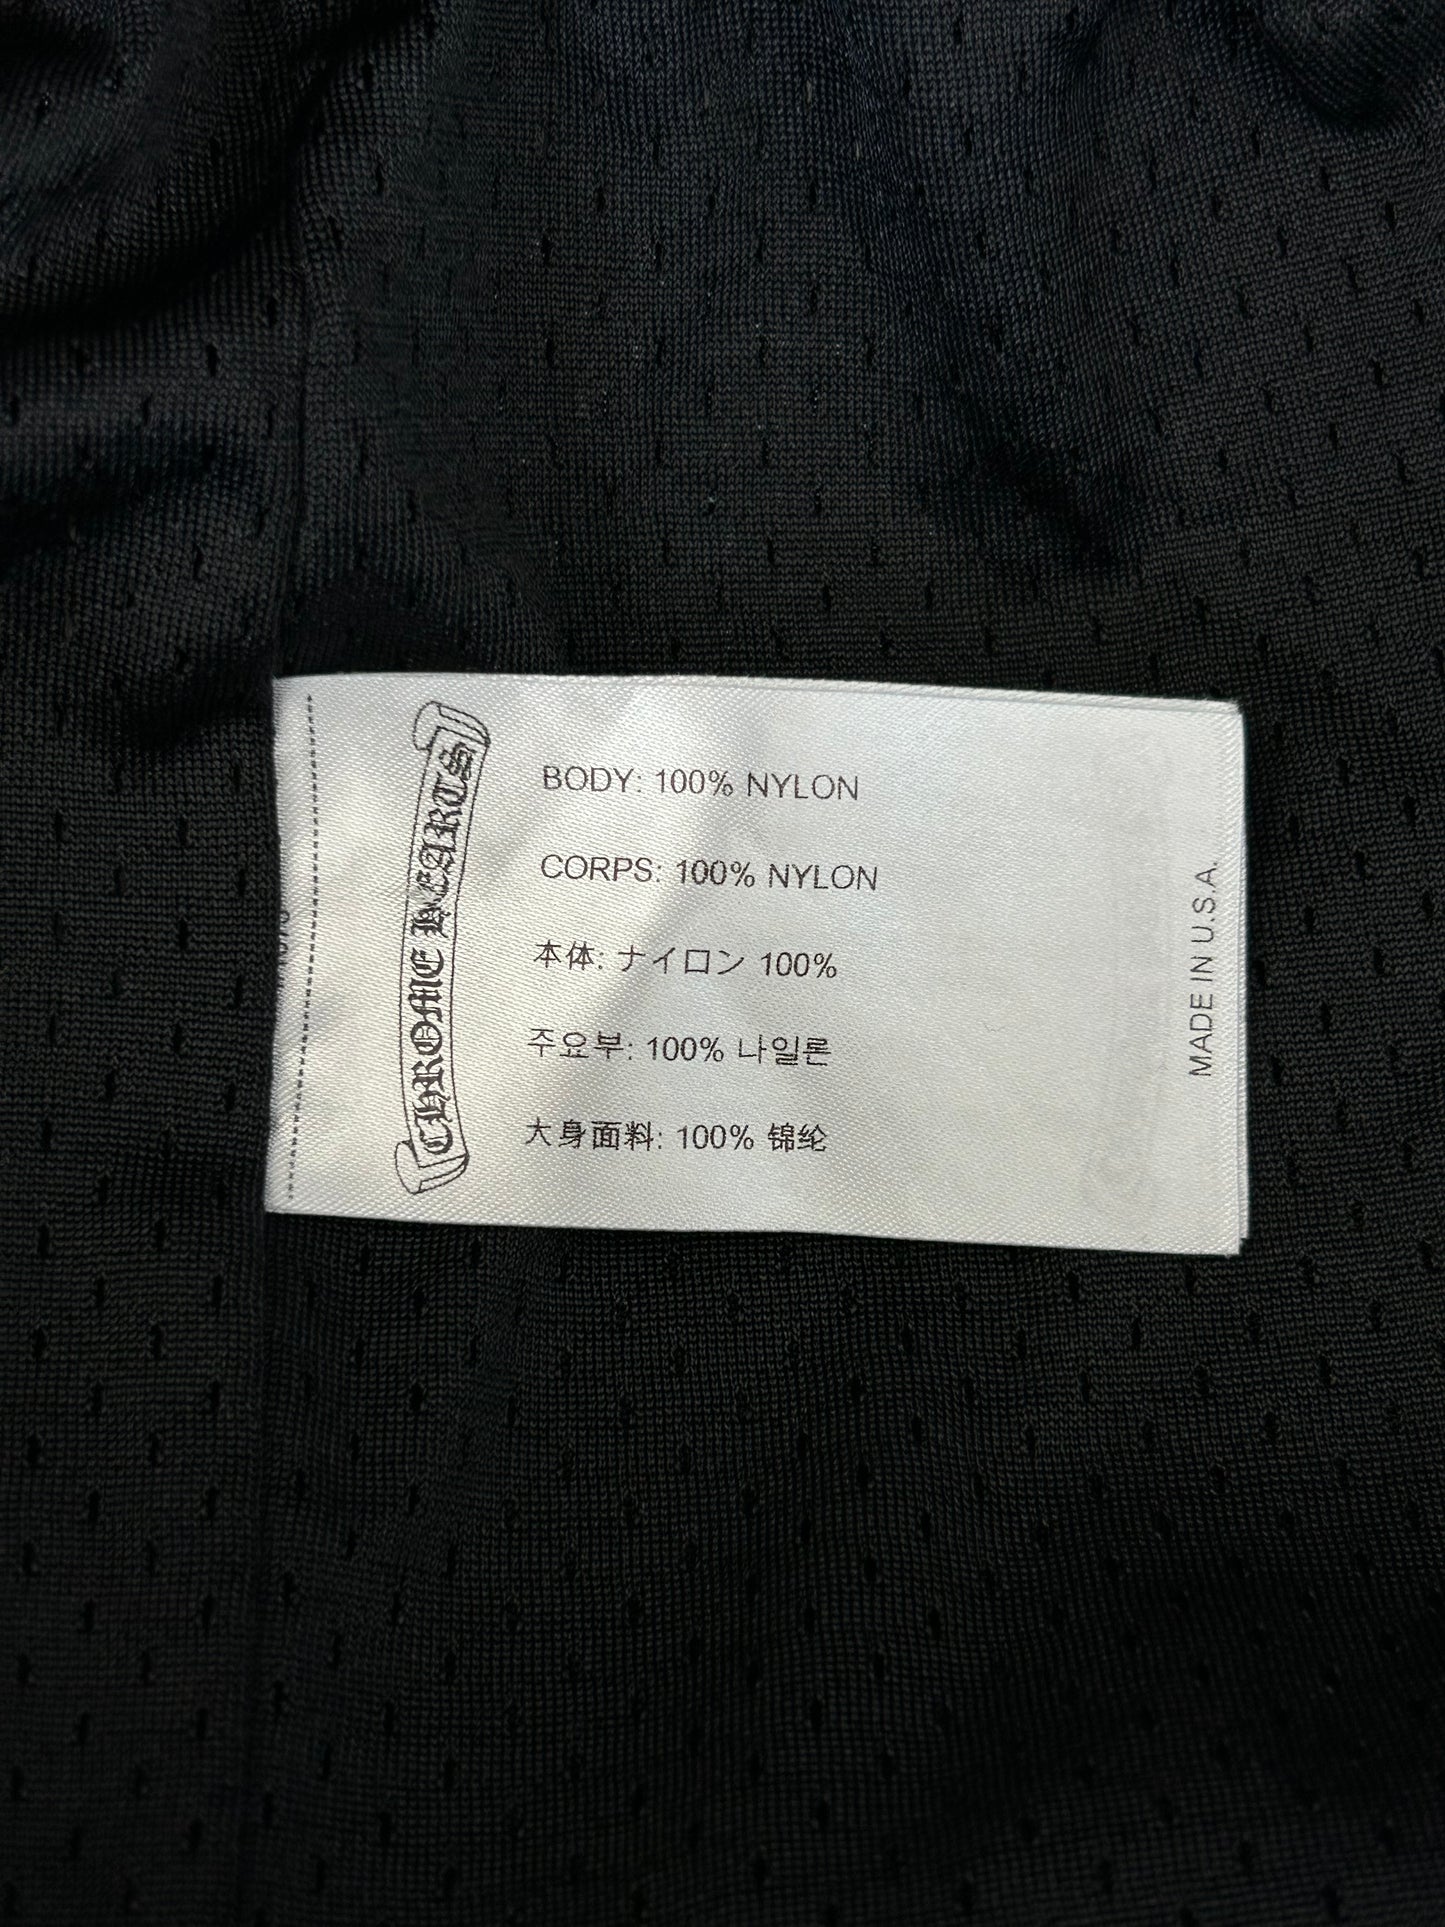 CHROME HEARTS
BODY: 100% NYLON
CORPS: 100% NYLON
本体: ナイロン 100%
주요부: 100% 나일론
大身面料: 100% 锦纶
MADE IN U.S.A.